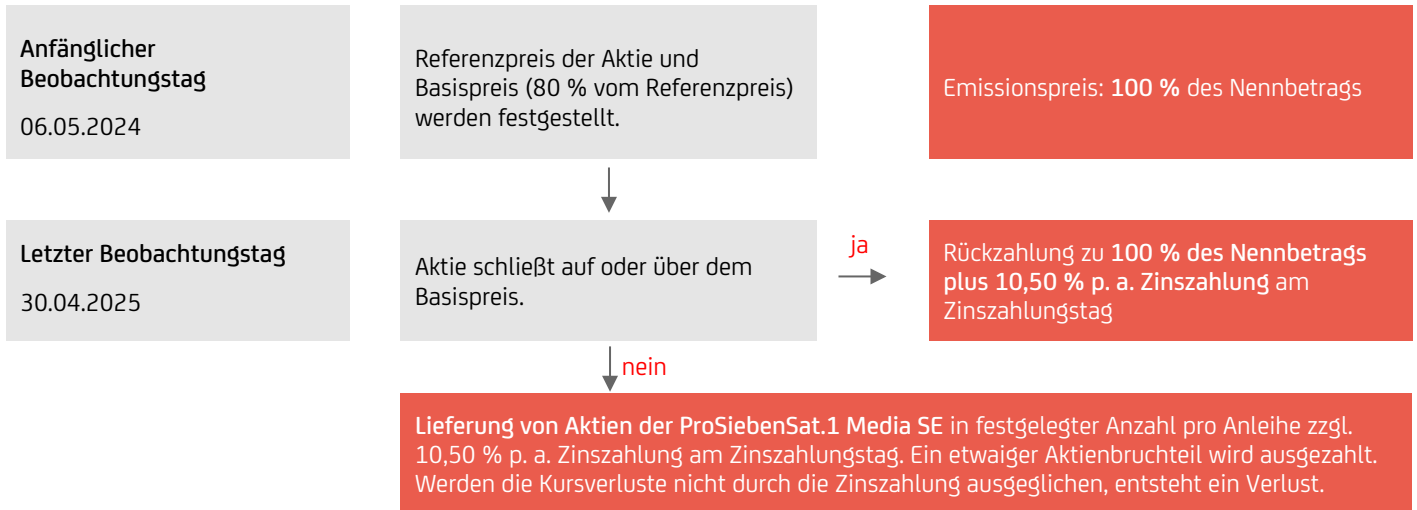 Anfänglicher
Beobachtungstag
06.05.2024
Referenzpreis der Aktie und
Basispreis (80 % vom Referenzpreis)
werden festgestellt.
Emissionspreis: 100 % des Nennbetrags
Letzter Beobachtungstag
30.04.2025
Aktie schließt auf oder über dem
Basispreis.
ja
Rückzahlung zu 100 % des Nennbetrags
plus 10,50 % p. a. Zinszahlung am
Zinszahlungstag
nein
Lieferung von Aktien der ProSiebenSat.1 Media SE in festgelegter Anzahl pro Anleihe zzgl.
10,50 % p. a. Zinszahlung am Zinszahlungstag. Ein etwaiger Aktienbruchteil wird ausgezahlt.
Werden die Kursverluste nicht durch die Zinszahlung ausgeglichen, entsteht ein Verlust.